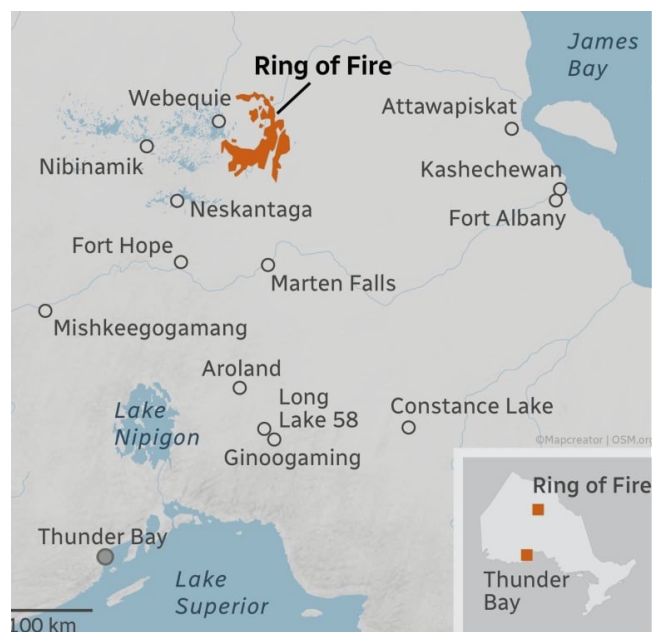 James
Bay
Ring of Fire
Webequie
Attawapiskat
Nibinamik
Kashechewan
Neskantaga
Fort Albany
Fort Hope
Marten Falls
Mishkeegogamang
Aroland
Long
Lake 58
Constance Lake
Lake
Nipigon
©Mapcreator | OSM.org
Ginoogaming
Ring of Fire
Thunder Bay
Lake
Superior
Thunder
Bay
100 km